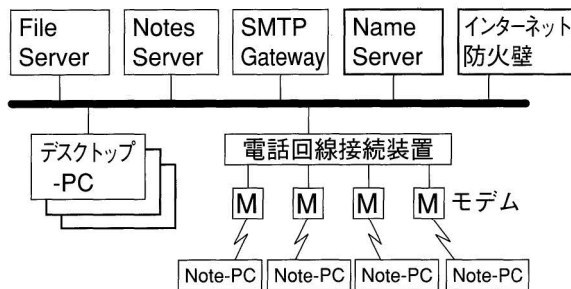 File
Server
Notes
Server
SMTP
Gateway
Name
Server
インターネット
防火壁
デスクトップ
-PC
電話回線接続装置
M
M
M
M
モデム
Note-PC
Note-PC
Note-PC
Note-PC